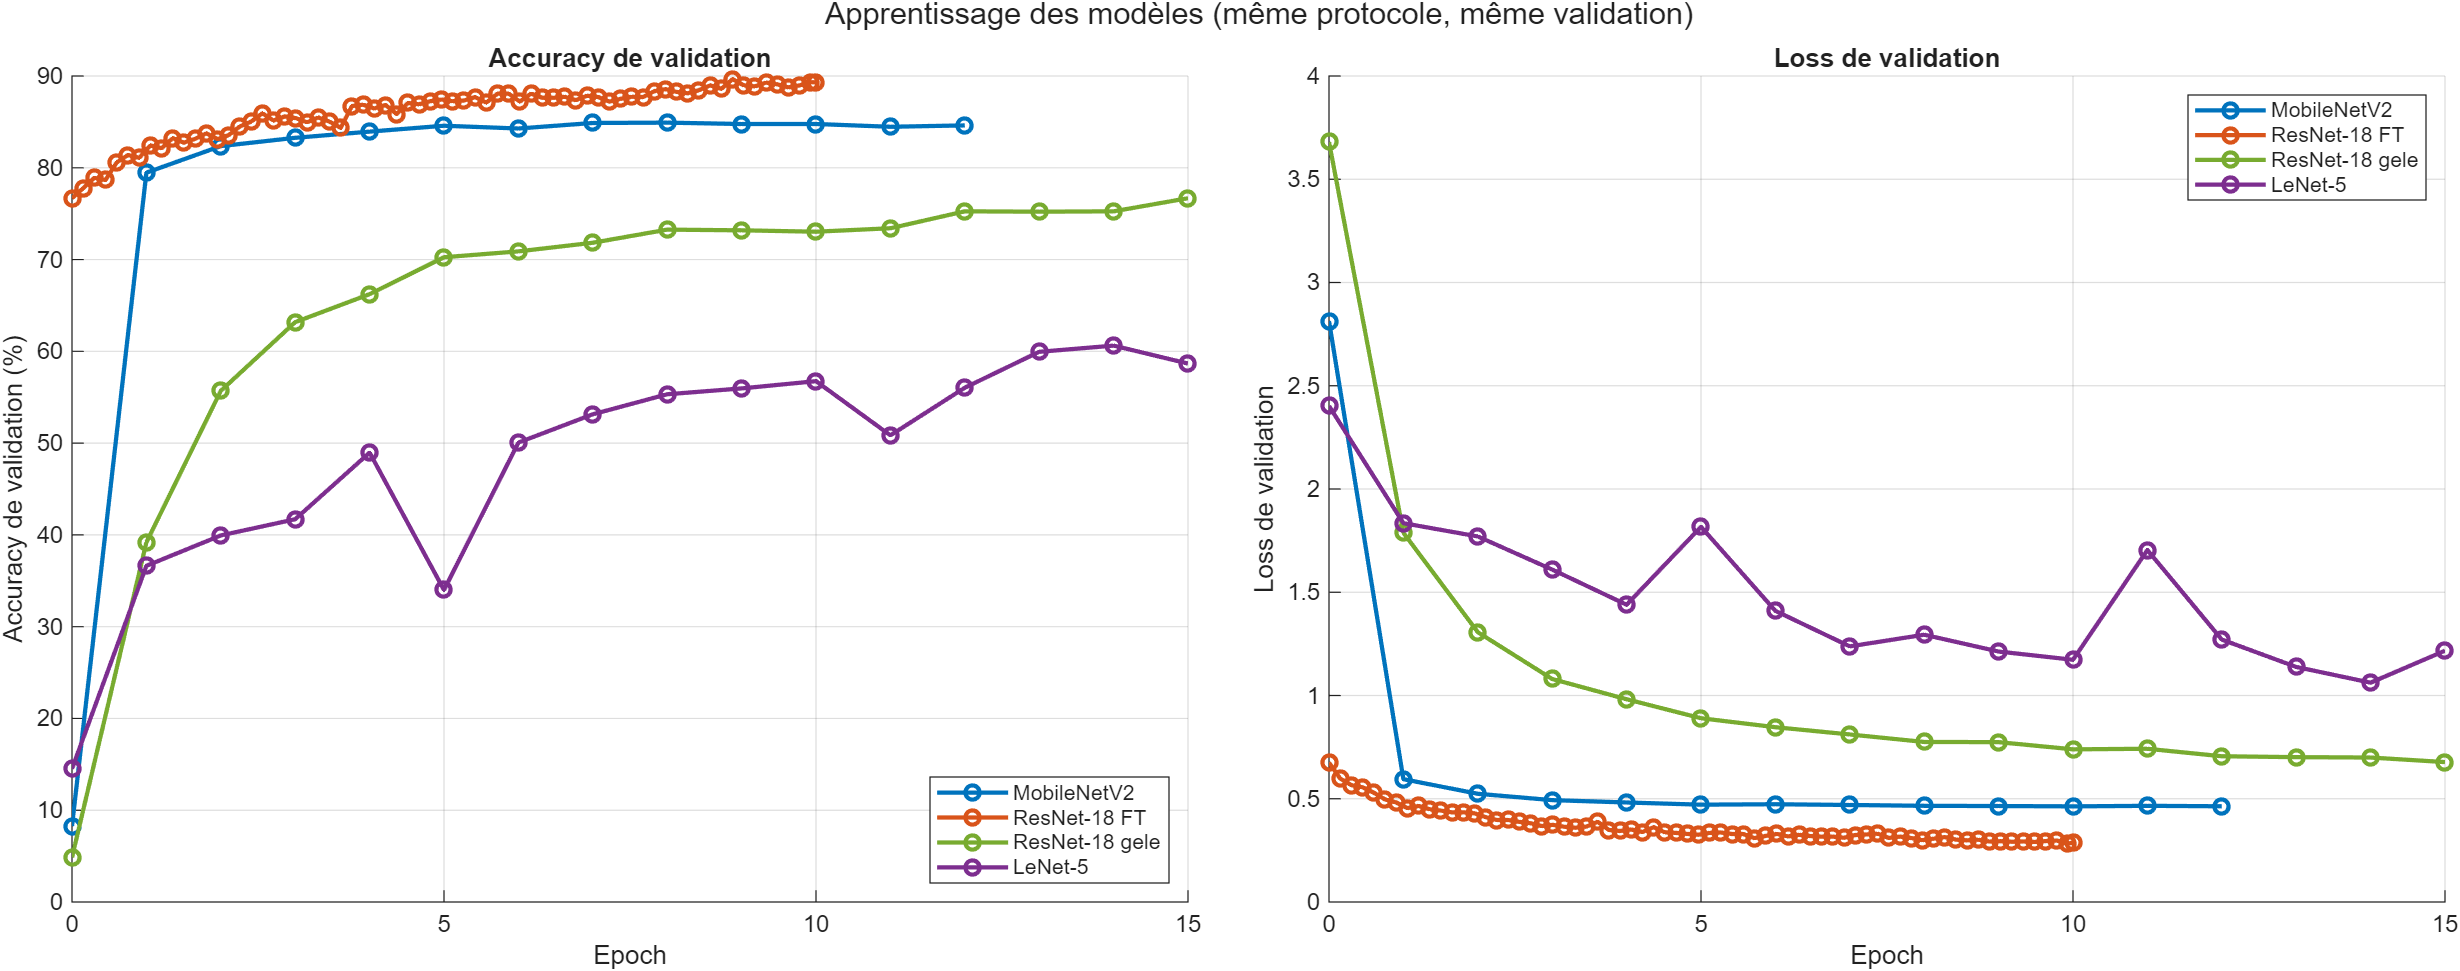 Apprentissage des modèles (même protocole, même validation)
Accuracy de validation
Accuracy de validation (%)
90
80
70
60
50
40
30
20
10
0
0 5 10 15
Epoch
MobileNetV2
ResNet-18 FT
ResNet-18 gele
LeNet-5
Loss de validation
Loss de validation
4
3.5
3
2.5
2
1.5
1
0.5
0
0 5 10 15
Epoch
MobileNetV2
ResNet-18 FT
ResNet-18 gele
LeNet-5